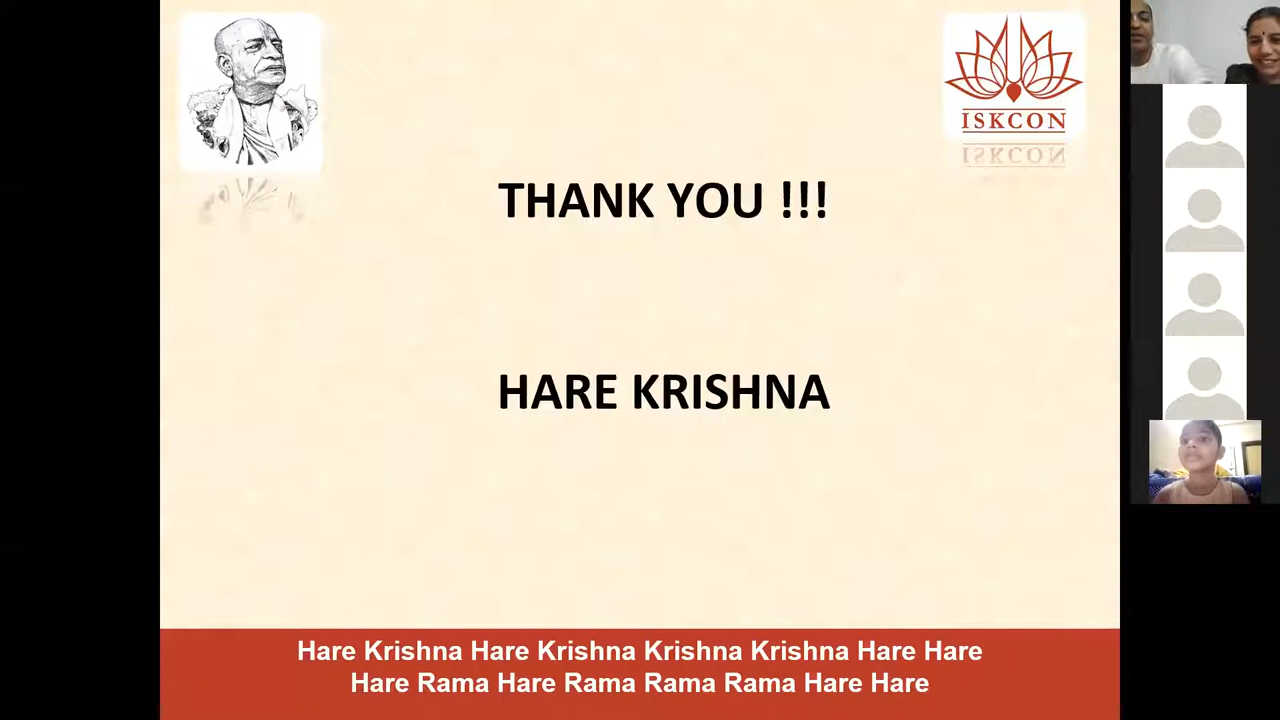 ISKCON
THANK YOU !!!
HARE KRISHNA
Hare Krishna Hare Krishna Krishna Krishna Hare Hare
Hare Rama Hare Rama Rama Rama Hare Hare